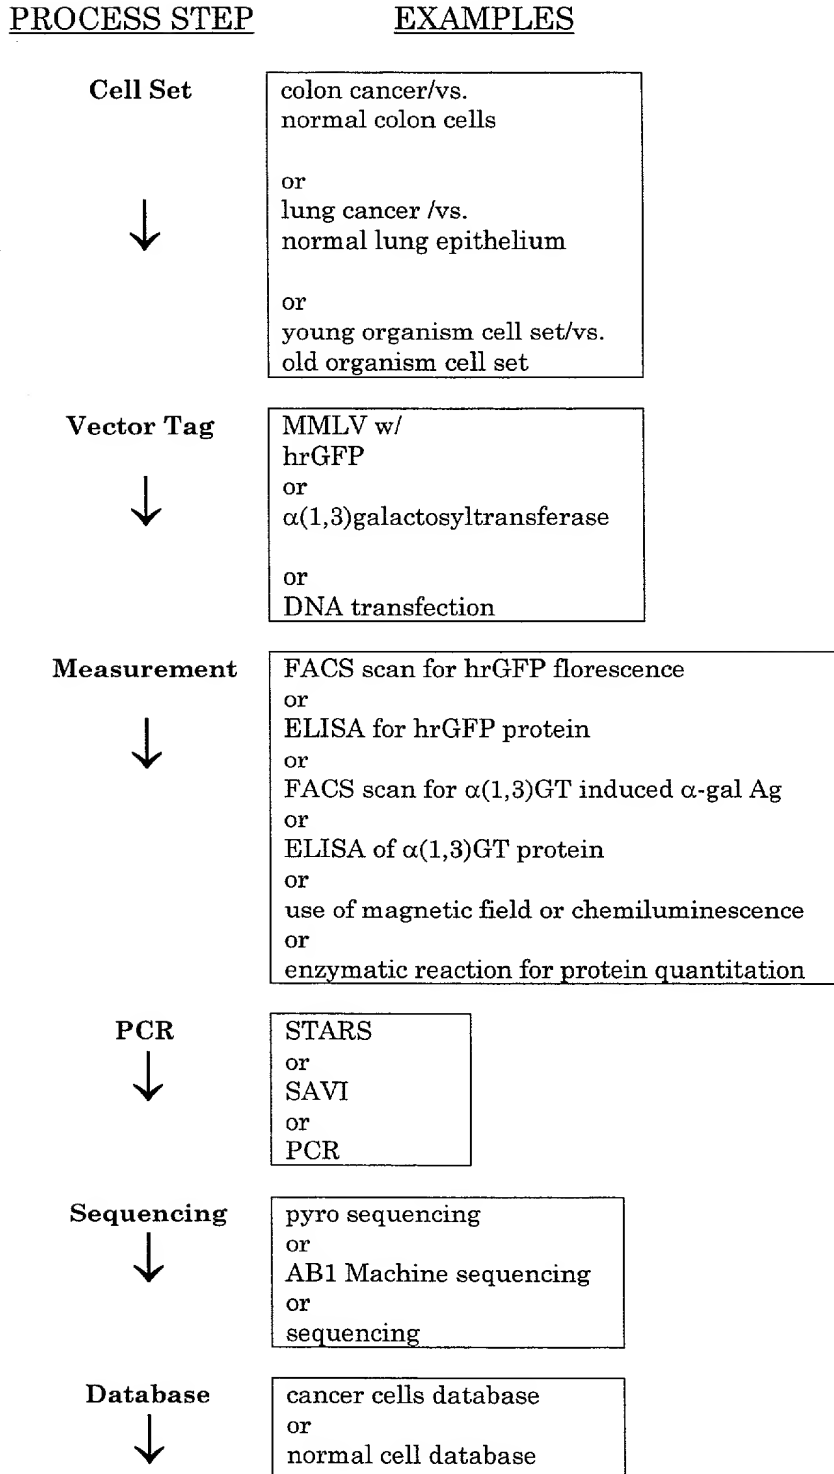 PROCESS STEP EXAMPLES
Cell Set
colon cancer/vs.
normal colon cells
or
lung cancer /vs.
normal lung epithelium
or
young organism cell set/vs.
old organism cell set
Vector Tag
MMLV w/
hrGFP
or
α(1,3)galactosyltransferase
or
DNA transfection
Measurement
FACS scan for hrGFP florescence
or
ELISA for hrGFP protein
or
FACS scan for α(1,3)GT induced α-gal Ag
or
ELISA of α(1,3)GT protein
or
use of magnetic field or chemiluminescence
or
enzymatic reaction for protein quantitation
PCR
STARS
or
SAVI
or
PCR
Sequencing
pyro sequencing
or
AB1 Machine sequencing
or
sequencing
Database
cancer cells database
or
normal cell database